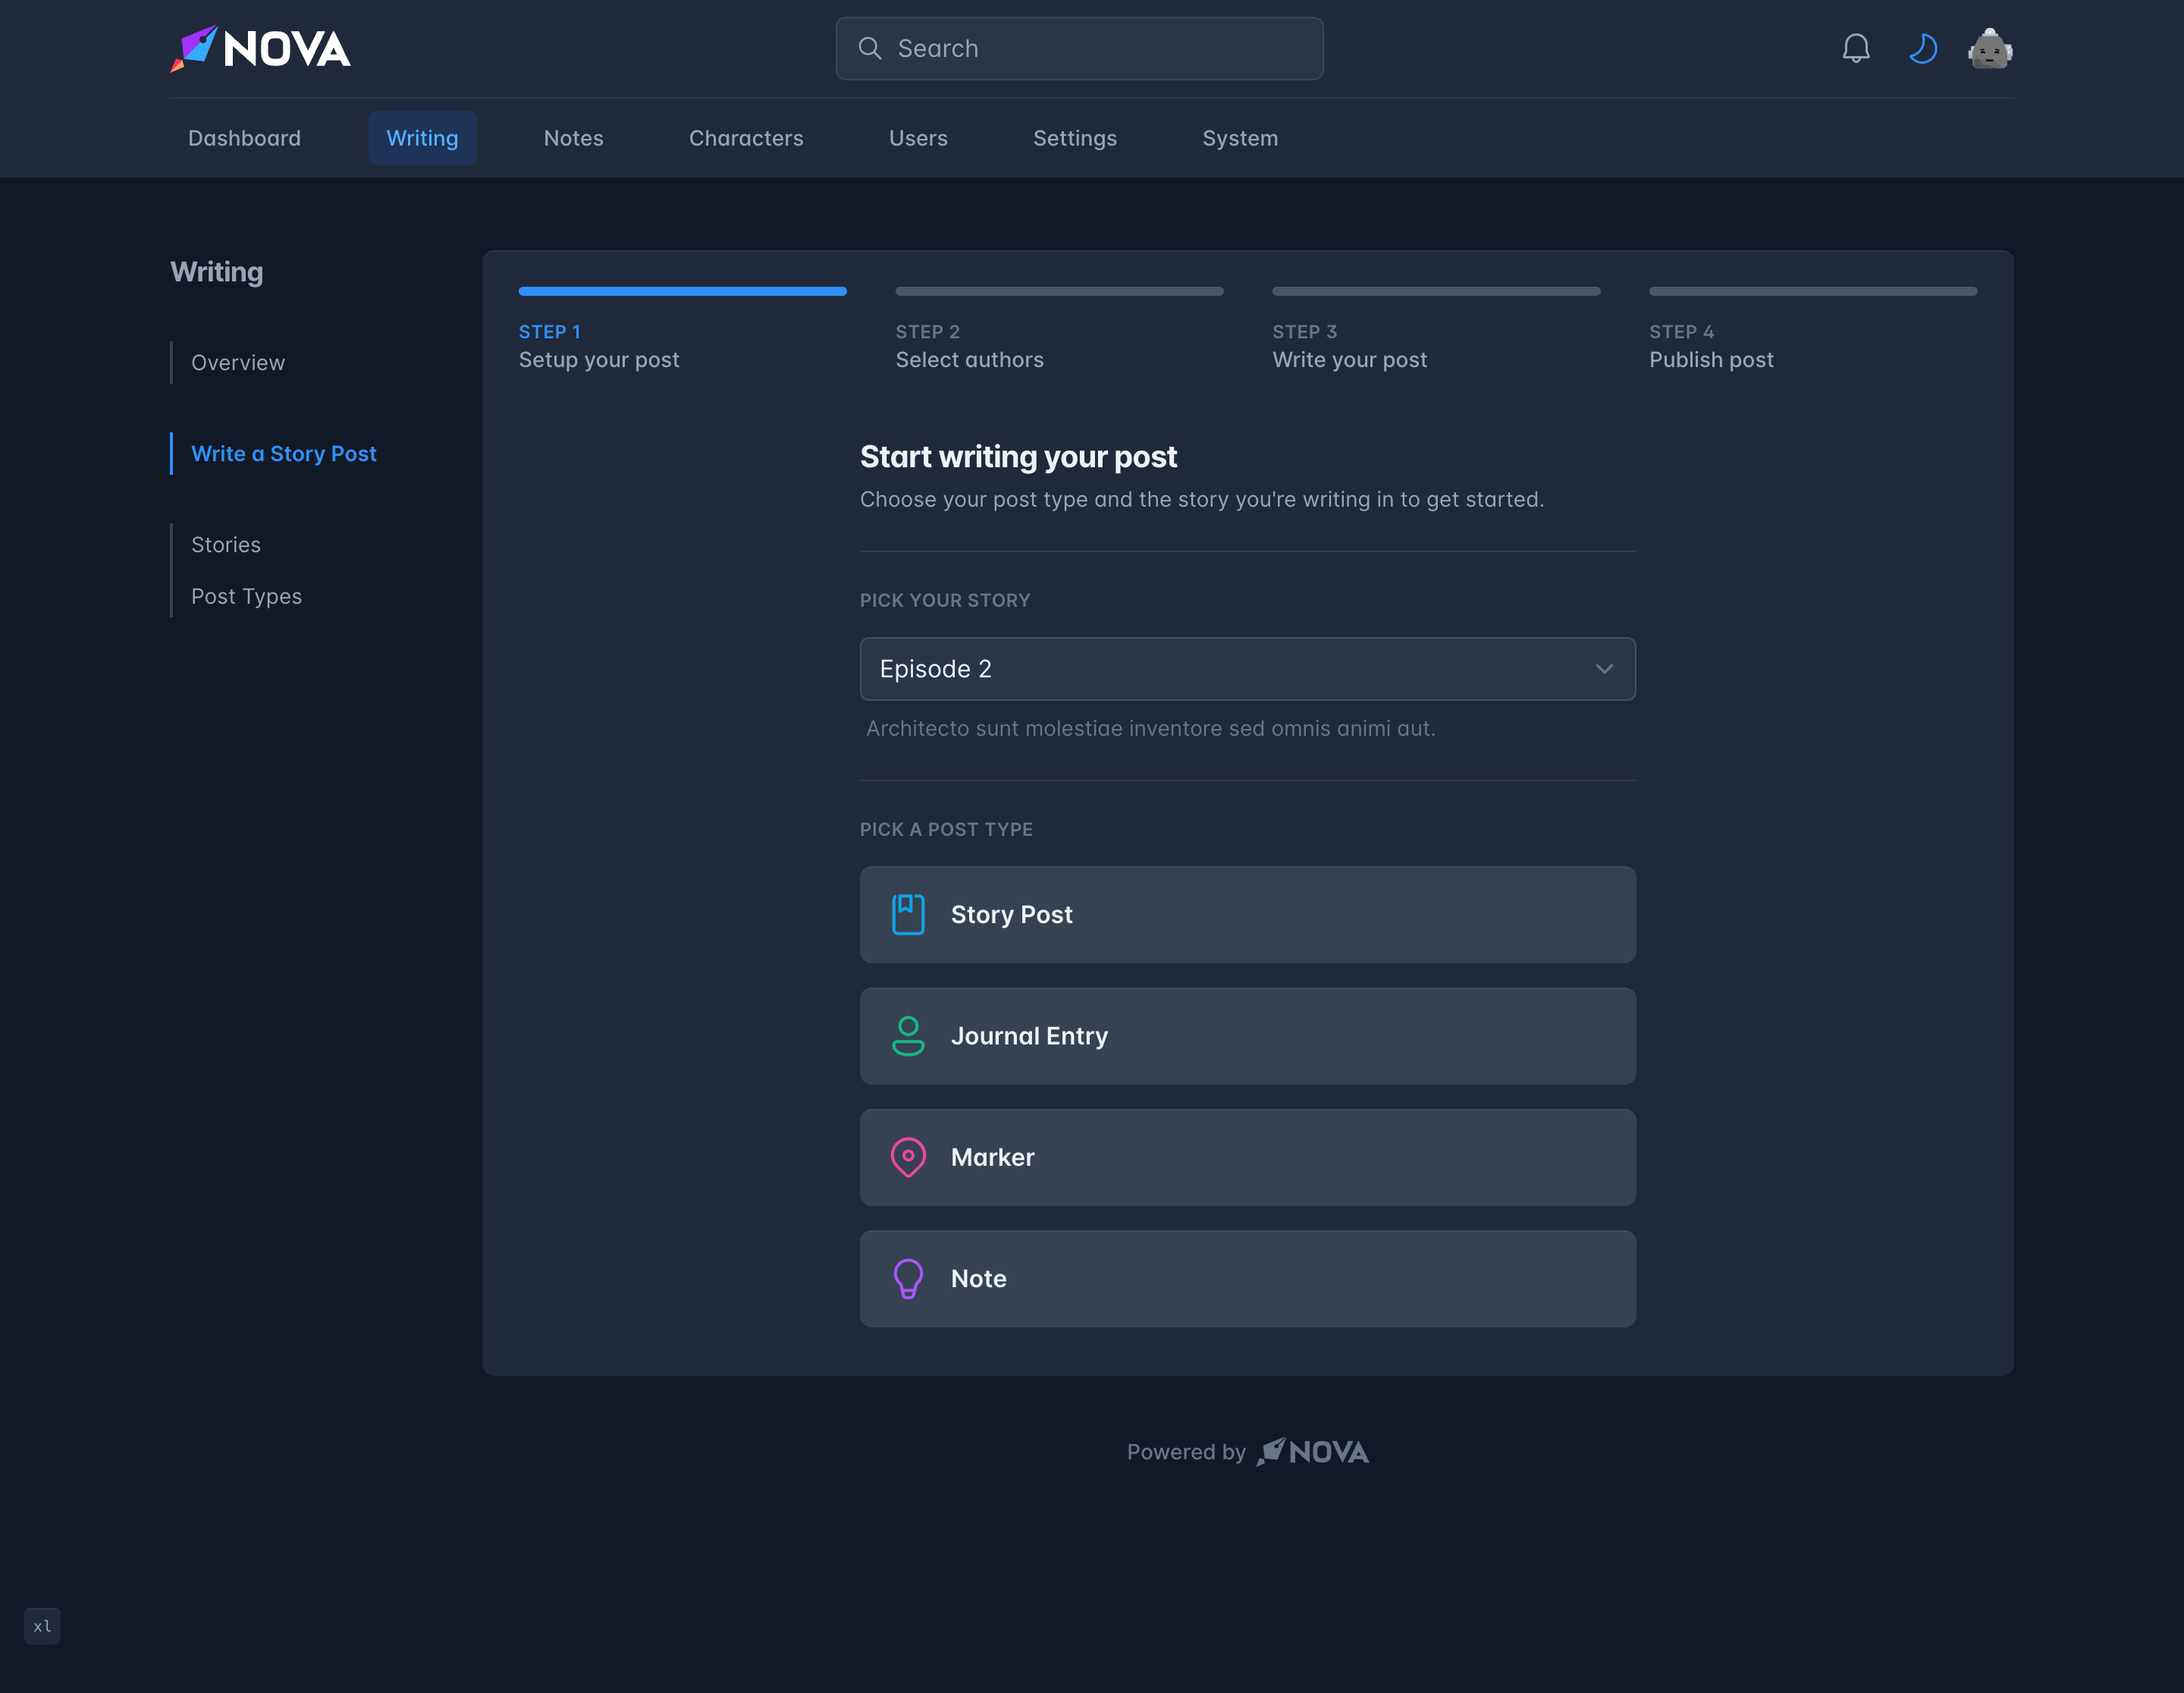 NOVA
Search
Dashboard
Writing
Notes
Characters
Users
Settings
System
Writing
Overview
Write a Story Post
Stories
Post Types
STEP 1
Setup your post
STEP 2
Select authors
STEP 3
Write your post
STEP 4
Publish post
Start writing your post
Choose your post type and the story you're writing in to get started.
PICK YOUR STORY
Episode 2
Architecto sunt molestiae inventore sed omnis animi aut.
PICK A POST TYPE
Story Post
Journal Entry
Marker
Note
Powered by NOVA
xl